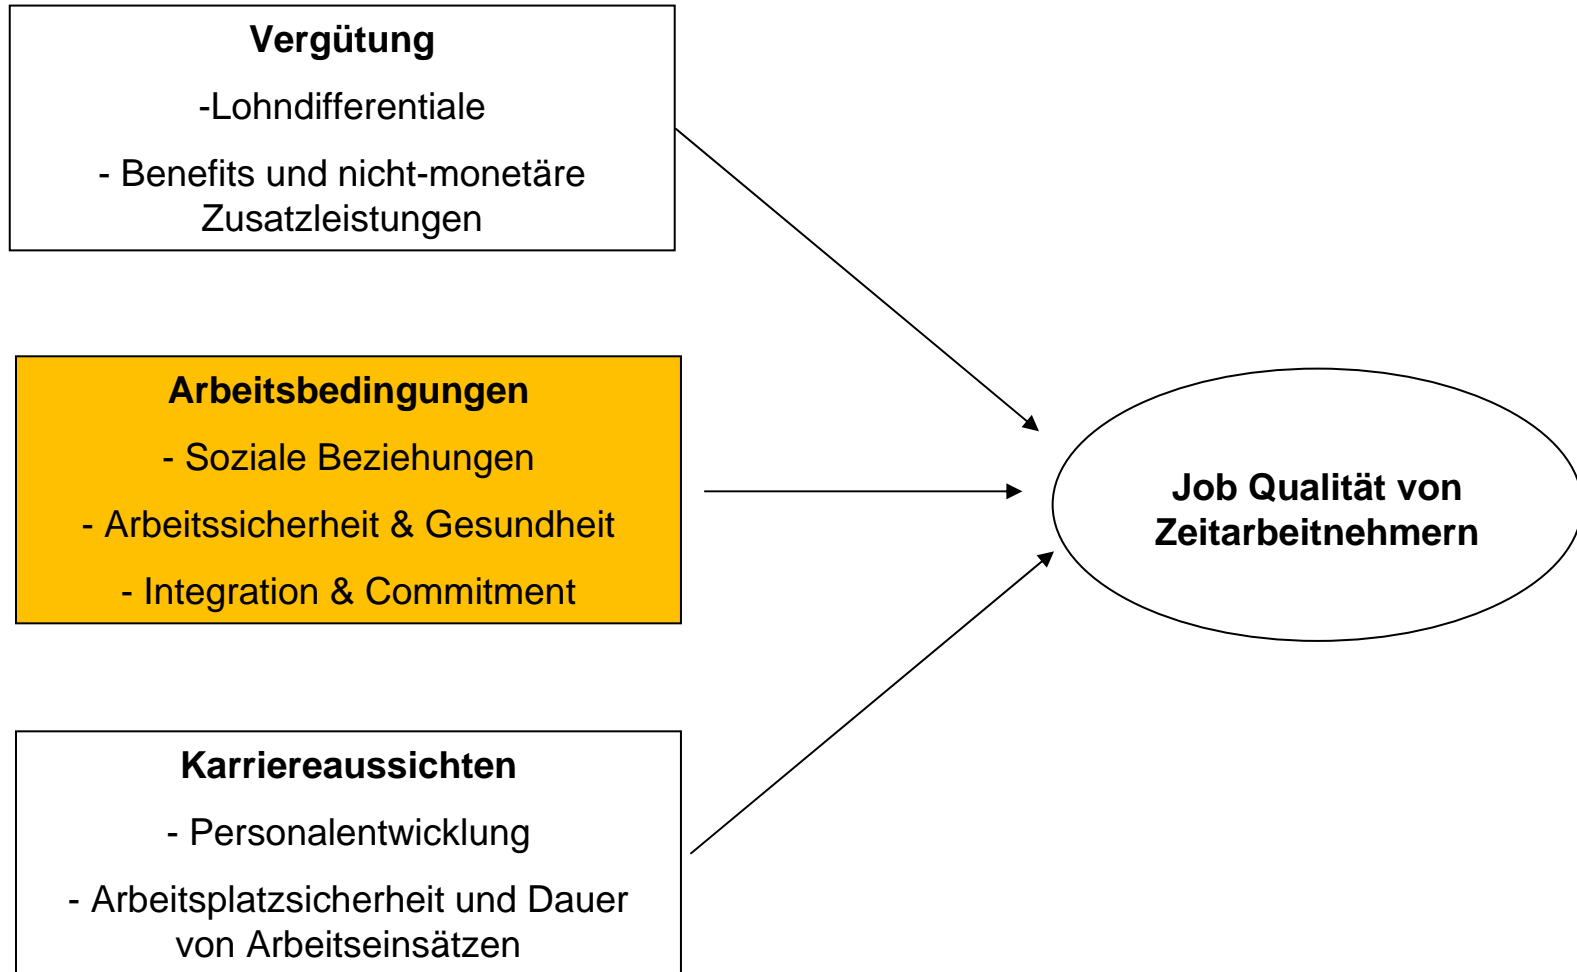 Vergütung
-Lohndifferentiale
- Benefits und nicht-monetäre
Zusatzleistungen
Arbeitsbedingungen
- Soziale Beziehungen
- Arbeitssicherheit & Gesundheit
- Integration & Commitment
Job Qualität von
Zeitarbeitnehmern
Karriereaussichten
- Personalentwicklung
- Arbeitsplatzsicherheit und Dauer
von Arbeitseinsätzen